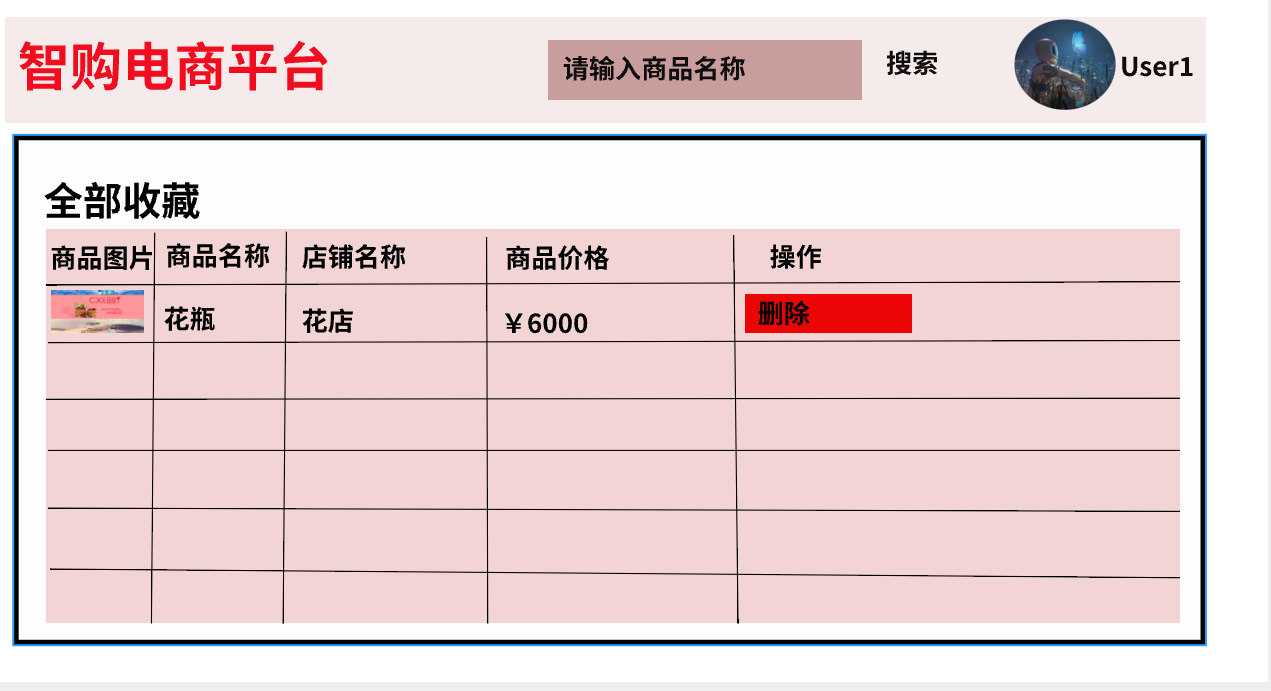 智购电商平台
请输入商品名称
搜索
User1
全部收藏
商品图片 商品名称 店铺名称 商品价格 操作
花瓶 花店 ￥6000 删除